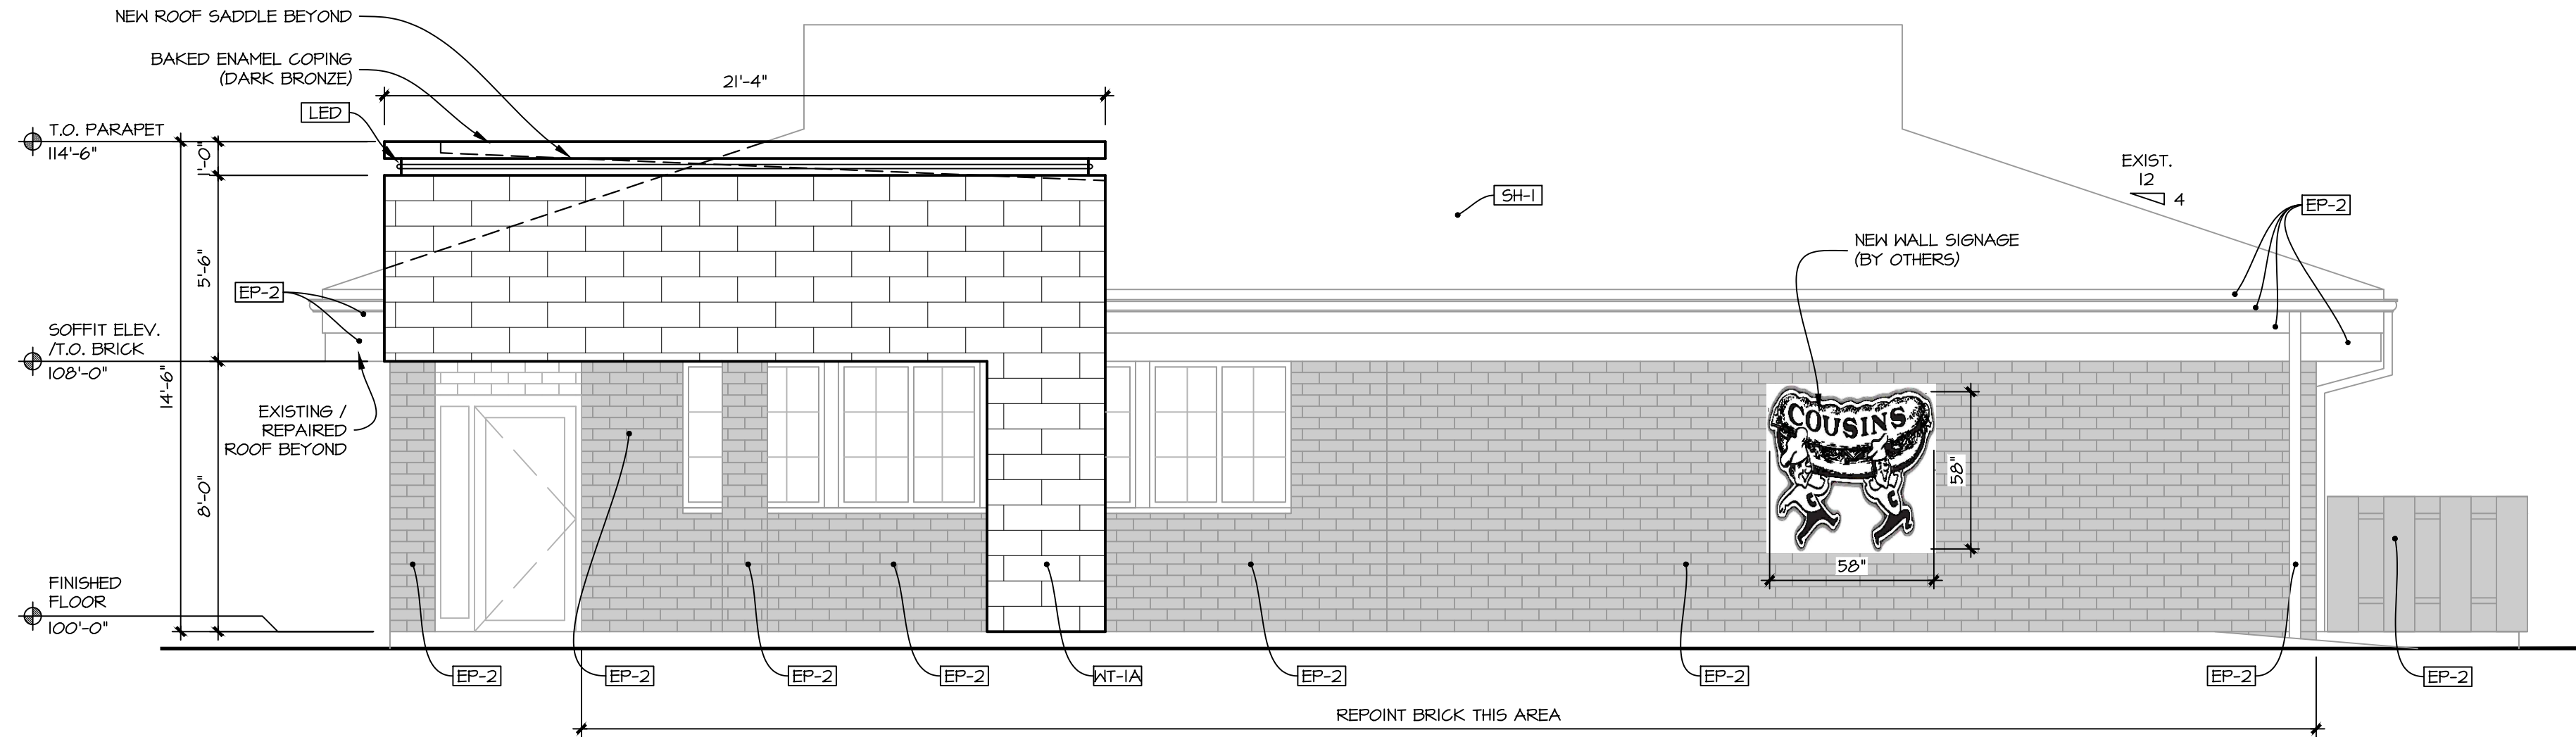 NEW ROOF SADDLE BEYOND
BAKED ENAMEL COPING
(DARK BRONZE)
21'-4"
LED
T.O. PARAPET
114'-6"
1'-0"
EXIST.
12
4
SH-1
EP-2
NEW WALL SIGNAGE
(BY OTHERS)
5'-6"
EP-2
SOFFIT ELEV.
/T.O. BRICK
108'-0"
14'-6"
EXISTING /
REPAIRED
ROOF BEYOND
COUSINS
C
C
58"
8'-0"
58"
FINISHED
FLOOR
100'-0"
EP-2
EP-2
EP-2
EP-2
WT-1A
EP-2
EP-2
EP-2
EP-2
REPOINT BRICK THIS AREA